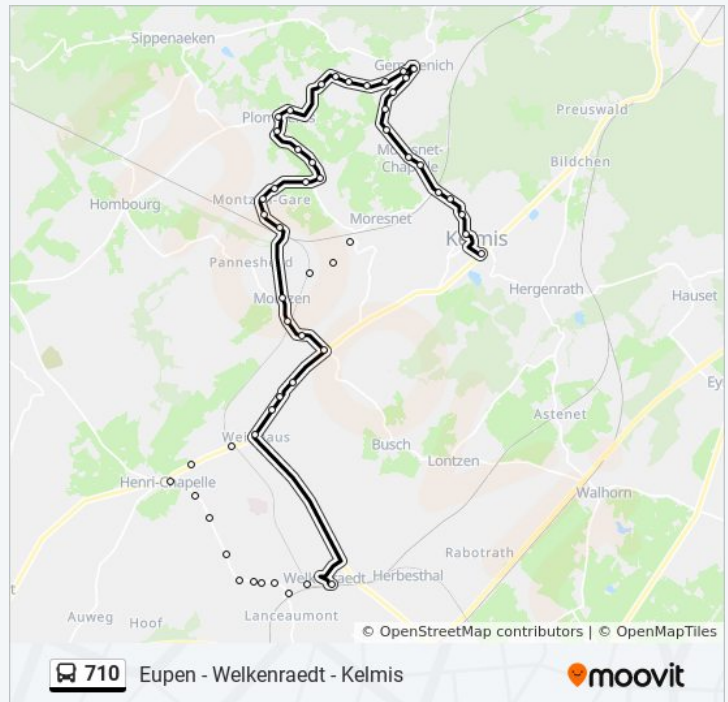 Sippenaeken
Gemmenich
Preuswald
Bildchen
Hombourg
Moresnet
Kelmis
Hergenrath
Hauset
Astenet
Busch
Lontzen
Henri-Chapelle
Walhorn
Rabotrath
Welkenraedt
Herbesthal
Auweg
Hoof
Lanceaumont
© OpenStreetMap contributors | © OpenMapTiles
710 Eupen - Welkenraedt - Kelmis
moovit